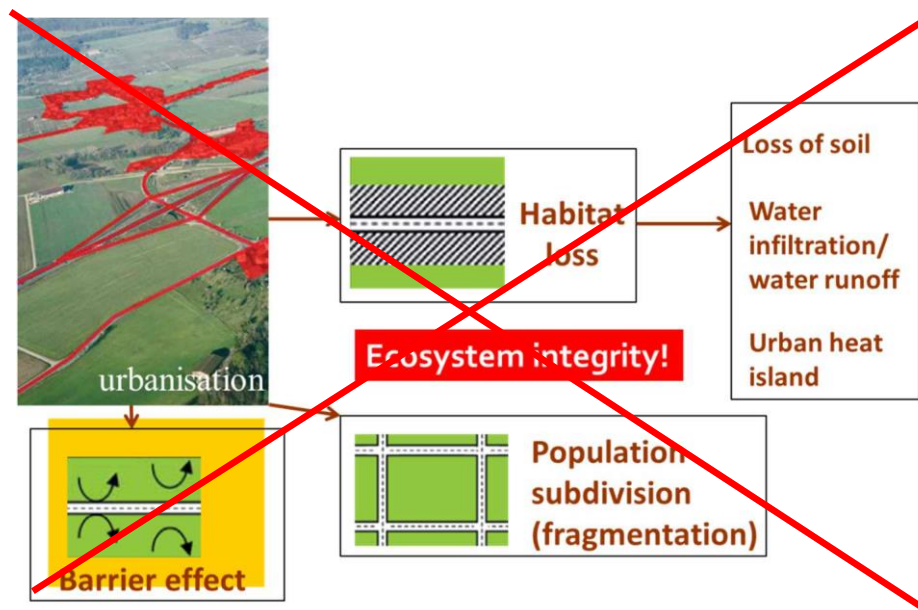 urbanisation
Habitat
loss
Loss of soil
Water
infiltration/
water runoff
Urban heat
island
Ecosystem integrity!
Barrier effect
Population
subdivision
(fragmentation)